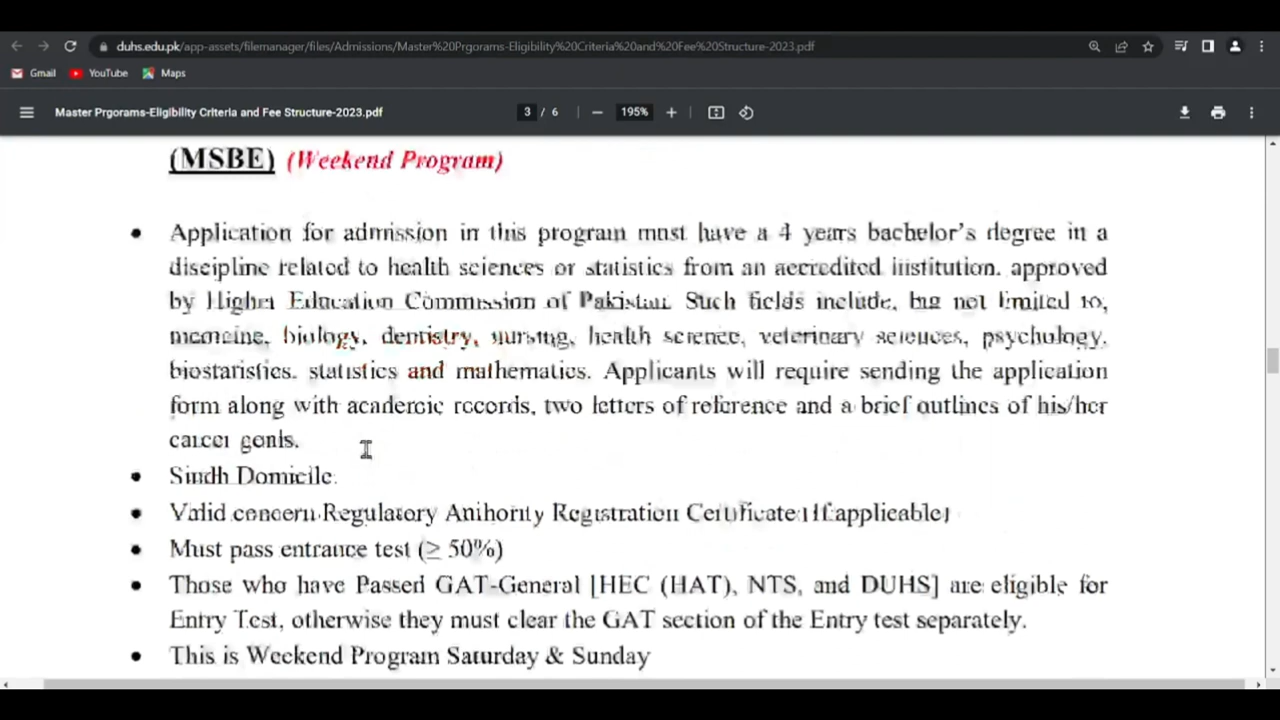 duhs.edu.pk/app-assets/filemanager/files/Admissions/Master%20Prgorams-Eligibility%20Criteria%20and%20Fee%20Structure-2023.pdf
Gmail YouTube Maps
Master Prgorams-Eligibility Criteria and Fee Structure-2023.pdf 3 / 6 195%
(MSBE) (Weekend Program)
• Application for admission in this program must have a 4 years bachelor's degree in a
discipline related to health sciences or statistics from an accredited institution. approved
by Higher Education Commission of Pakistan. Such fields include, but not limited to,
medicine, biology, dentistry, nursing, health science, veterinary sciences, psychology,
biostatistics. statistics and mathematics. Applicants will require sending the application
form along with academic records, two letters of reference and a brief outlines of his/her
career goals.
• Sindh Domicile.
• Valid concern Regulatory Authority Registration Certificate (If applicable)
• Must pass entrance test (≥ 50%)
• Those who have Passed GAT-General [HEC (HAT), NTS, and DUHS] are eligible for
Entry Test, otherwise they must clear the GAT section of the Entry test separately.
• This is Weekend Program Saturday & Sunday